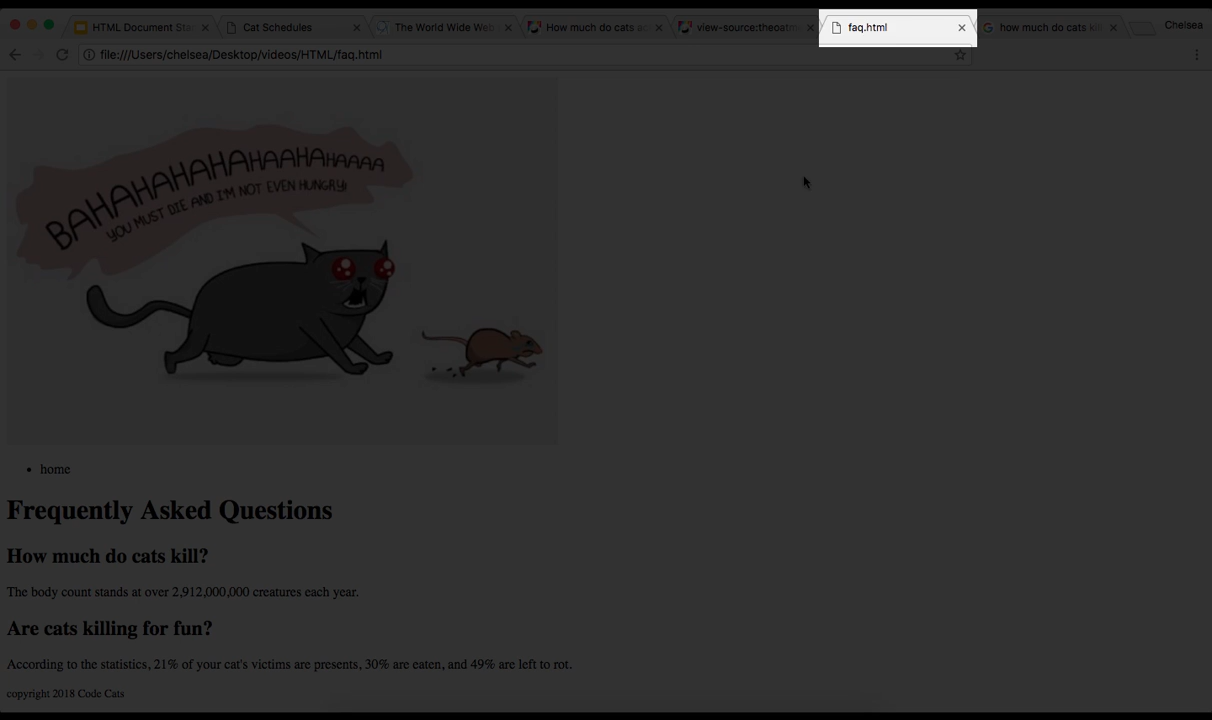 HTML Document Sta
Cat Schedules
The World Wide Web
How much do cats ac
view-source:theoatm
faq.html
how much do cats kill
Chelsea
file:///Users/chelsea/Desktop/videos/HTML/faq.html
BAHAHAHAHAHAAHAHAAAA
YOU MUST DIE AND I'M NOT EVEN HUNGRY!
home
Frequently Asked Questions
How much do cats kill?
The body count stands at over 2,912,000,000 creatures each year.
Are cats killing for fun?
According to the statistics, 21% of your cat's victims are presents, 30% are eaten, and 49% are left to rot.
copyright 2018 Code Cats